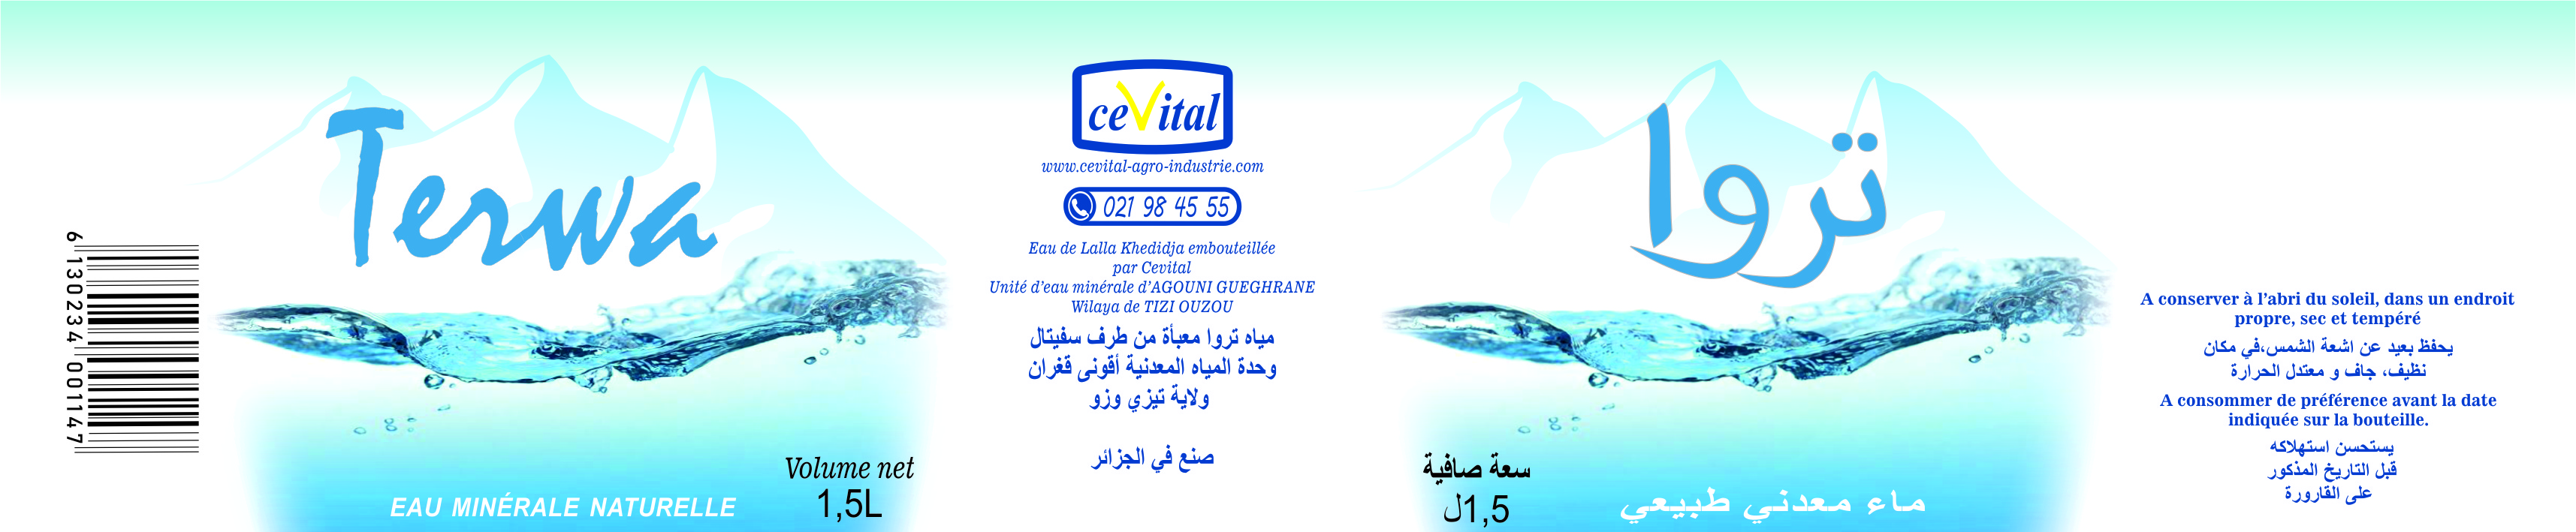 6 130234 001147
Terwa
EAU MINÉRALE NATURELLE
Volume net
1,5L
ceVital
www.cevital-agro-industrie.com
021 98 45 55
Eau de Lalla Khedidja embouteillée
par Cevital
Unité d'eau minérale d'AGOUNI GUEGHRANE
Wilaya de TIZI OUZOU
مياه تروا معبأة من طرف سفيتال
وحدة المياه المعدنية أقونى قغران
ولاية تيزي وزو
صنع في الجزائر
تروا
سعة صافية
1,5ل
ماء معدني طبيعي
A conserver à l'abri du soleil, dans un endroit
propre, sec et tempéré
يحفظ بعيد عن اشعة الشمس،في مكان
نظيف، جاف و معتدل الحرارة
A consommer de préférence avant la date
indiquée sur la bouteille.
يستحسن استهلاكه
قبل التاريخ المذكور
على القارورة